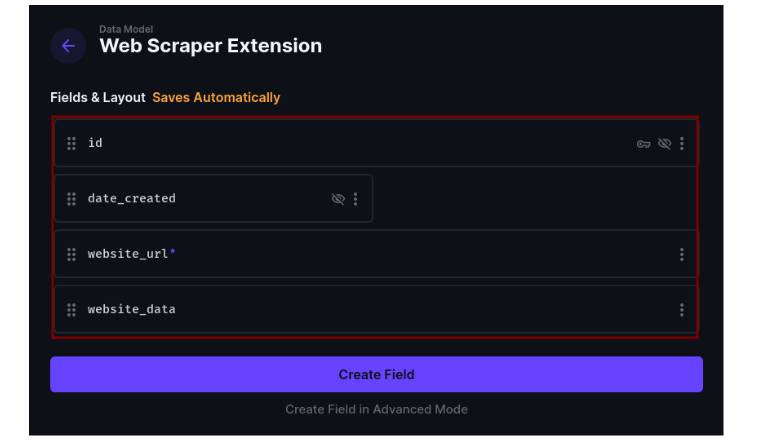 Data Model
Web Scraper Extension
Fields & Layout Saves Automatically
id
date_created
website_url*
website_data
Create Field
Create Field in Advanced Mode